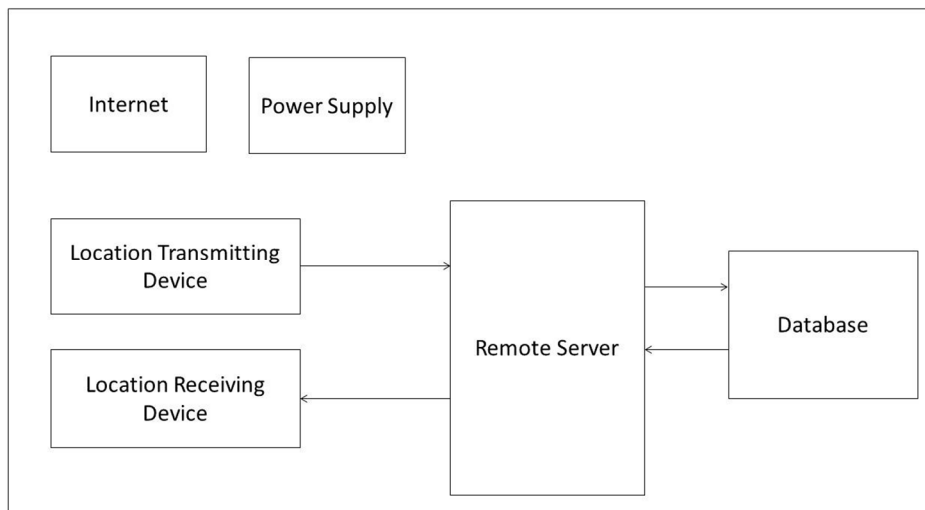 Internet
Power Supply
Location Transmitting
Device
Remote Server
Database
Location Receiving
Device